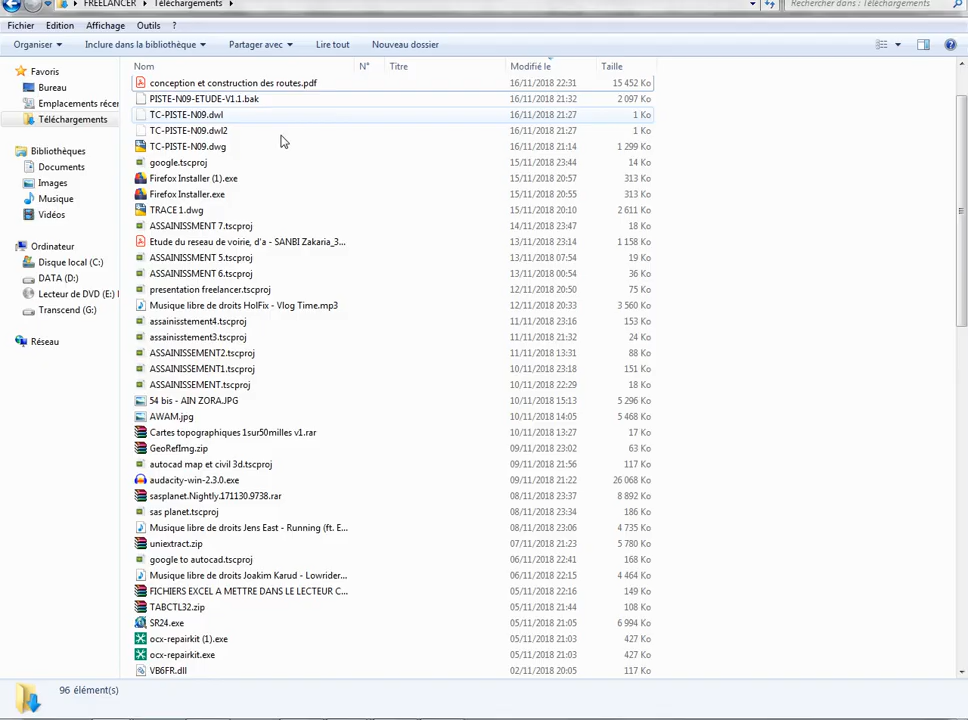 FREELANCER ▸ Téléchargements ▸ Rechercher dans : Téléchargements
Fichier Edition Affichage Outils ?
Organiser Inclure dans la bibliothèque Partager avec Lire tout Nouveau dossier
Nom N° Titre Modifié le Taille
conception et construction des routes.pdf 16/11/2018 22:31 15 452 Ko
PISTE-N09-ETUDE-V1.1.bak 16/11/2018 21:32 2 097 Ko
TC-PISTE-N09.dwl 16/11/2018 21:27 1 Ko
TC-PISTE-N09.dwl2 16/11/2018 21:27 1 Ko
TC-PISTE-N09.dwg 16/11/2018 21:14 1 299 Ko
google.tscproj 15/11/2018 23:44 14 Ko
Firefox Installer (1).exe 15/11/2018 20:57 313 Ko
Firefox Installer.exe 15/11/2018 20:55 313 Ko
TRACE 1.dwg 15/11/2018 20:10 2 611 Ko
ASSAINISSMENT 7.tscproj 14/11/2018 23:47 18 Ko
Etude du reseau de voirie, d'a - SANBI Zakaria_3... 13/11/2018 23:14 1 158 Ko
ASSAINISSMENT 5.tscproj 13/11/2018 07:54 19 Ko
ASSAINISSMENT 6.tscproj 13/11/2018 00:54 36 Ko
presentation freelancer.tscproj 12/11/2018 20:50 75 Ko
Musique libre de droits HolFix - Vlog Time.mp3 12/11/2018 20:33 3 560 Ko
assainisstement4.tscproj 11/11/2018 23:16 153 Ko
assainisstement3.tscproj 11/11/2018 21:32 24 Ko
ASSAINISSEMENT2.tscproj 11/11/2018 13:31 88 Ko
ASSAINISSEMENT1.tscproj 10/11/2018 23:18 151 Ko
ASSAINISSEMENT.tscproj 10/11/2018 22:29 18 Ko
54 bis - AIN ZORA.JPG 10/11/2018 15:13 5 296 Ko
AWAM.jpg 10/11/2018 14:05 5 468 Ko
Cartes topographiques 1sur50milles v1.rar 10/11/2018 13:27 17 Ko
GeoRefImg.zip 09/11/2018 23:02 63 Ko
autocad map et civil 3d.tscproj 09/11/2018 21:56 117 Ko
audacity-win-2.3.0.exe 09/11/2018 21:22 26 068 Ko
sasplanet.Nightly.171130.9738.rar 08/11/2018 23:37 8 892 Ko
sas planet.tscproj 08/11/2018 23:34 186 Ko
Musique libre de droits Jens East - Running (ft. E... 08/11/2018 23:06 4 735 Ko
uniextract.zip 07/11/2018 21:23 5 780 Ko
google to autocad.tscproj 06/11/2018 22:41 168 Ko
Musique libre de droits Joakim Karud - Lowrider... 06/11/2018 22:15 4 464 Ko
FICHIERS EXCEL A METTRE DANS LE LECTEUR C... 05/11/2018 22:16 149 Ko
TABCTL32.zip 05/11/2018 21:44 108 Ko
SR24.exe 05/11/2018 21:05 6 994 Ko
ocx-repairkit (1).exe 05/11/2018 21:03 427 Ko
ocx-repairkit.exe 05/11/2018 21:03 427 Ko
VB6FR.dll 02/11/2018 20:05 117 Ko
Favoris
Bureau
Emplacements récer
Téléchargements
Bibliothèques
Documents
Images
Musique
Vidéos
Ordinateur
Disque local (C:)
DATA (D:)
Lecteur de DVD (E:)
Transcend (G:)
Réseau
96 élément(s)